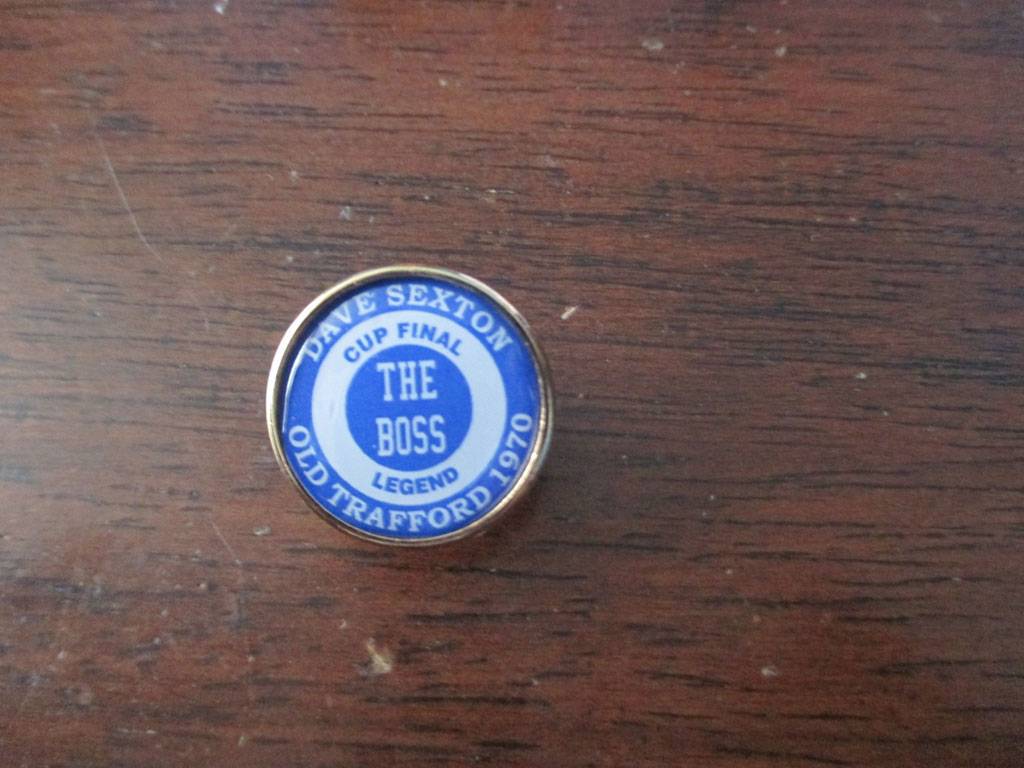 DAVE SEXTON
CUP FINAL
THE
BOSS
LEGEND
OLD TRAFFORD 1970